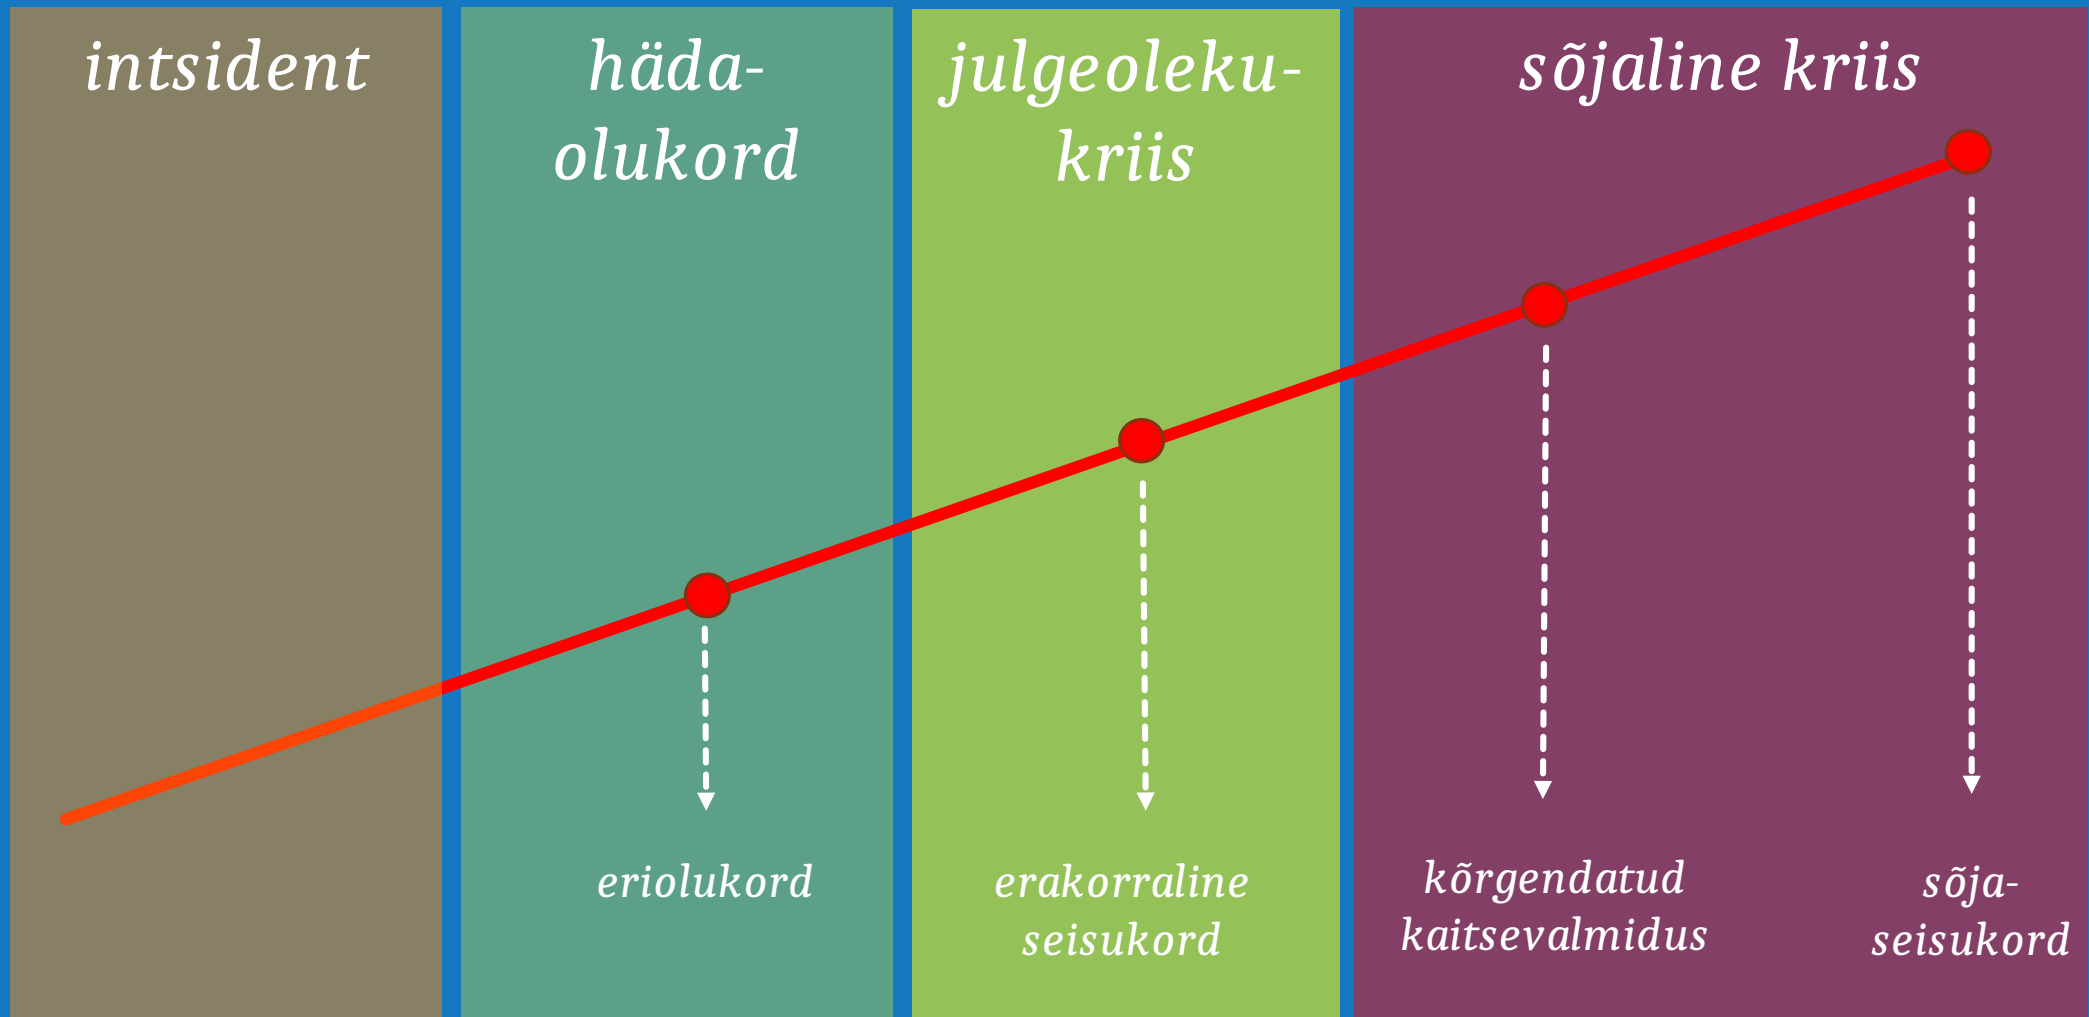 intsident
häda-
olukord
julgeoleku-
kriis
sõjaline kriis
eriolukord
erakorraline
seisukord
kõrgendatud
kaitsevalmidus
sõja-
seisukord